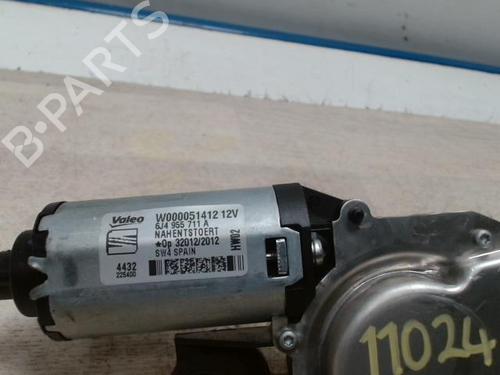 B-PARTS
Valeo
W000051412 12V
6J4 955 711 A
NAHENTSTOERT
★Op 32012/2012
SW4 SPAIN
HW02
4432
225400
11024